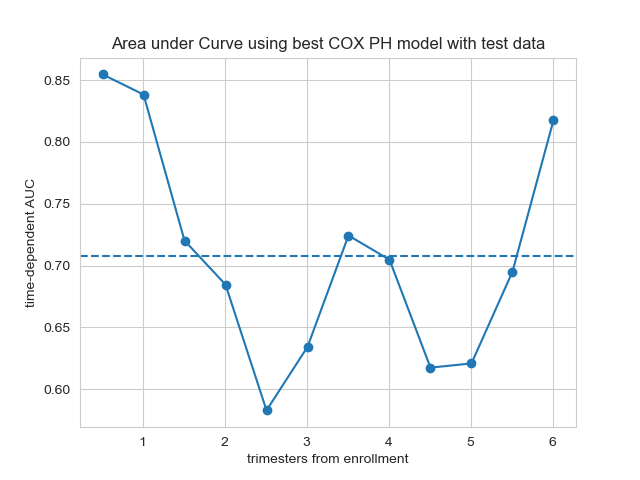 Area under Curve using best COX PH model with test data
time-dependent AUC
0.85
0.80
0.75
0.70
0.65
0.60
1 2 3 4 5 6
trimesters from enrollment